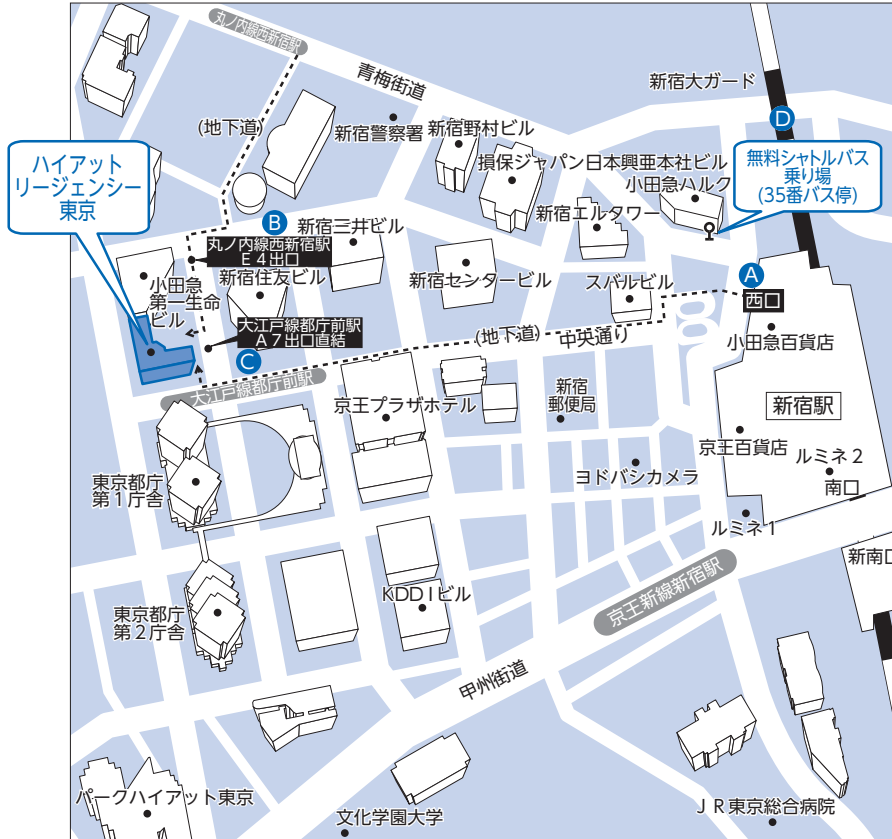 丸ノ内線西新宿駅
青梅街道
新宿大ガード
D
(地下道)
新宿警察署
新宿野村ビル
ハイアット
リージェンシー
東京
損保ジャパン日本興亜本社ビル
無料シャトルバス
乗り場
(35番バス停)
小田急ハルク
B
新宿三井ビル
新宿エルタワー
丸ノ内線西新宿駅
E4出口
新宿住友ビル
新宿センタービル
スバルビル
A
西口
小田急
第一生命
ビル
大江戸線都庁前駅
A7出口直結
(地下道)
中央通り
小田急百貨店
C
大江戸線都庁前駅
京王プラザホテル
新宿
郵便局
新宿駅
京王百貨店
ルミネ2
南口
東京都庁
第1庁舎
ヨドバシカメラ
ルミネ1
新南口
京王新線新宿駅
KDDIビル
東京都庁
第2庁舎
甲州街道
パークハイアット東京
文化学園大学
JR東京総合病院